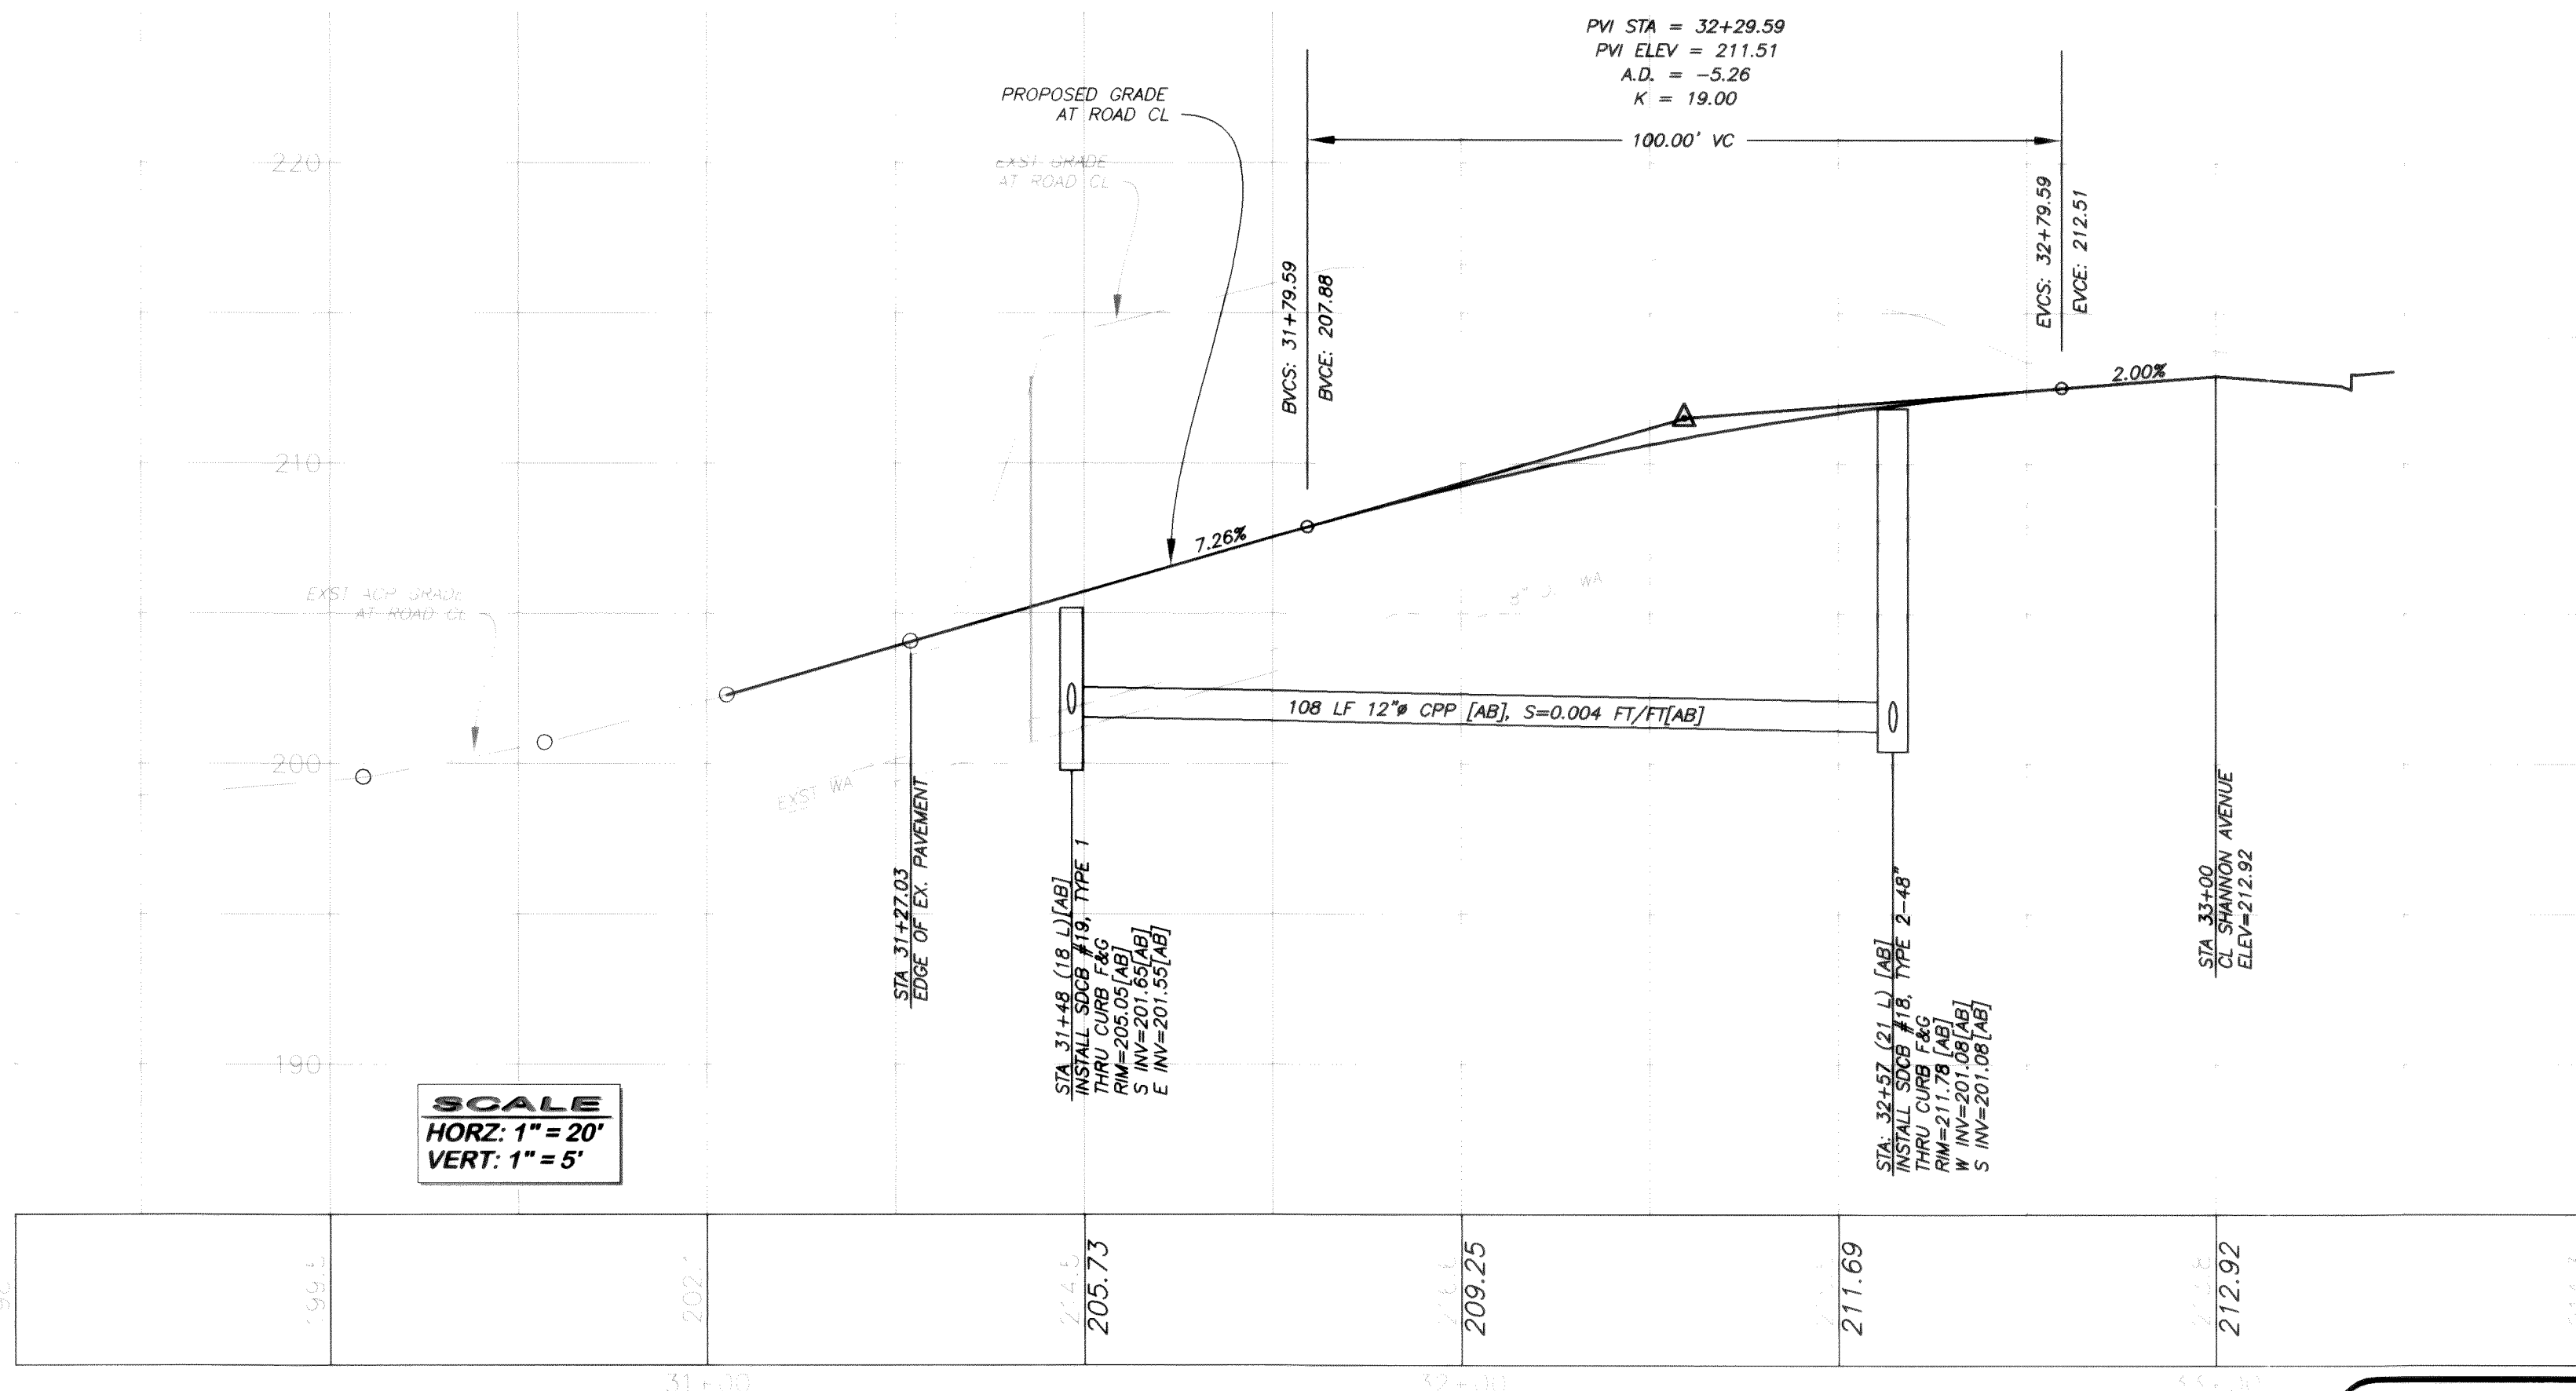 PVI STA = 32+29.59
PVI ELEV = 211.51
A.D. = -5.26
K = 19.00
100.00' VC
PROPOSED GRADE
AT ROAD CL
EXST GRADE
AT ROAD CL
220
BVCS: 31+79.59
BVCE: 207.88
EVCS: 32+79.59
EVCE: 212.51
2.00%
210
7.26%
EXST ACP GRADE
AT ROAD CL
8" WA
108 LF 12"ø CPP [AB], S=0.004 FT/FT[AB]
200
EXST WA
STA 31+27.03
EDGE OF EX. PAVEMENT
STA 31+48 (18 L)[AB]
INSTALL SDCB #19, TYPE 1
THRU CURB F&G
RIM=205.05[AB]
S INV=201.65[AB]
E INV=201.55[AB]
STA: 32+57 (21 L) [AB]
INSTALL SDCB #18, TYPE 2-48"
THRU CURB F&G
RIM=211.78 [AB]
W INV=201.08[AB]
S INV=201.08[AB]
STA 33+00
CL SHANNON AVENUE
ELEV=212.92
190
SCALE
HORZ: 1" = 20'
VERT: 1" = 5'
205.73
209.25
211.69
212.92
31+00
32+00
33+00